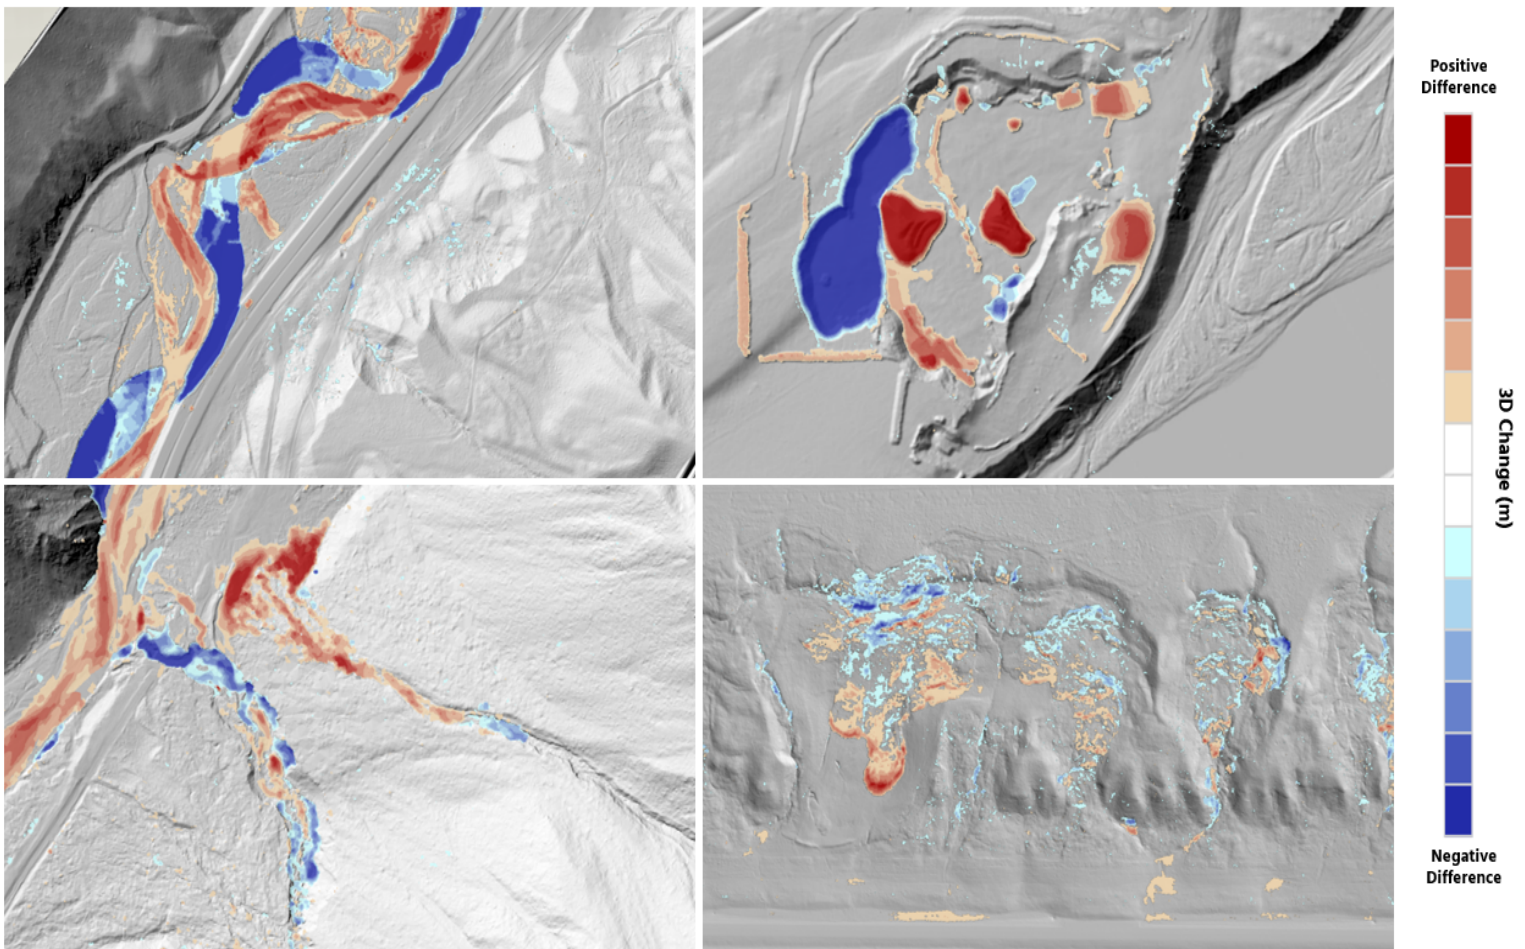 Positive
Difference
3D Change (m)
Negative
Difference